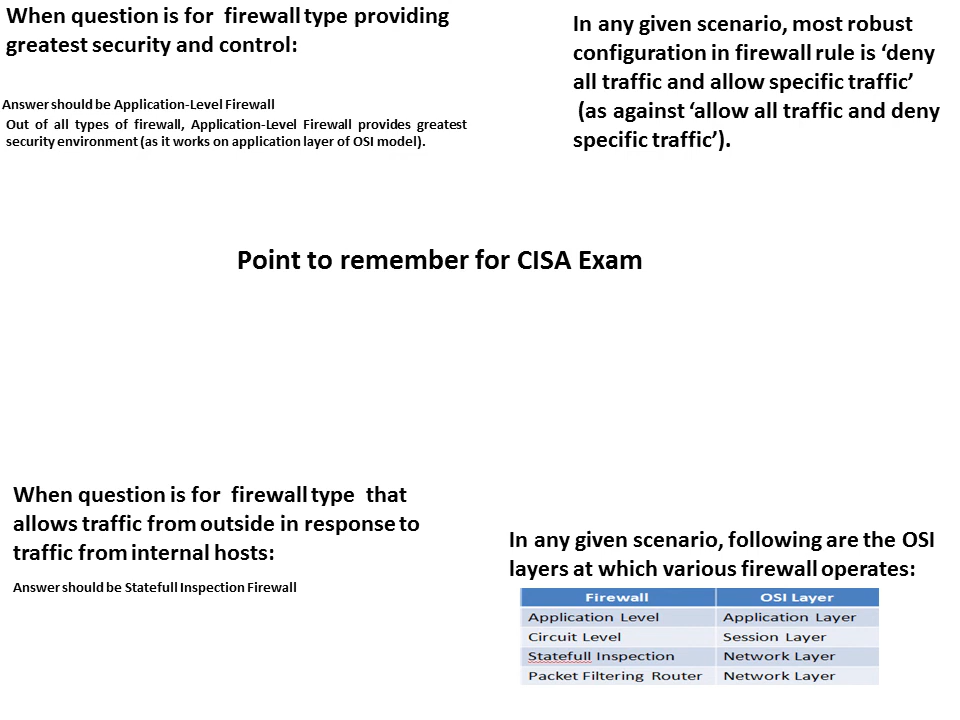 When question is for firewall type providing
greatest security and control:
Answer should be Application-Level Firewall
Out of all types of firewall, Application-Level Firewall provides greatest
security environment (as it works on application layer of OSI model).
In any given scenario, most robust
configuration in firewall rule is ‘deny
all traffic and allow specific traffic’
(as against ‘allow all traffic and deny
specific traffic’).
Point to remember for CISA Exam
When question is for firewall type that
allows traffic from outside in response to
traffic from internal hosts:
Answer should be Statefull Inspection Firewall
In any given scenario, following are the OSI
layers at which various firewall operates:
Firewall OSI Layer
Application Level Application Layer
Circuit Level Session Layer
Statefull Inspection Network Layer
Packet Filtering Router Network Layer